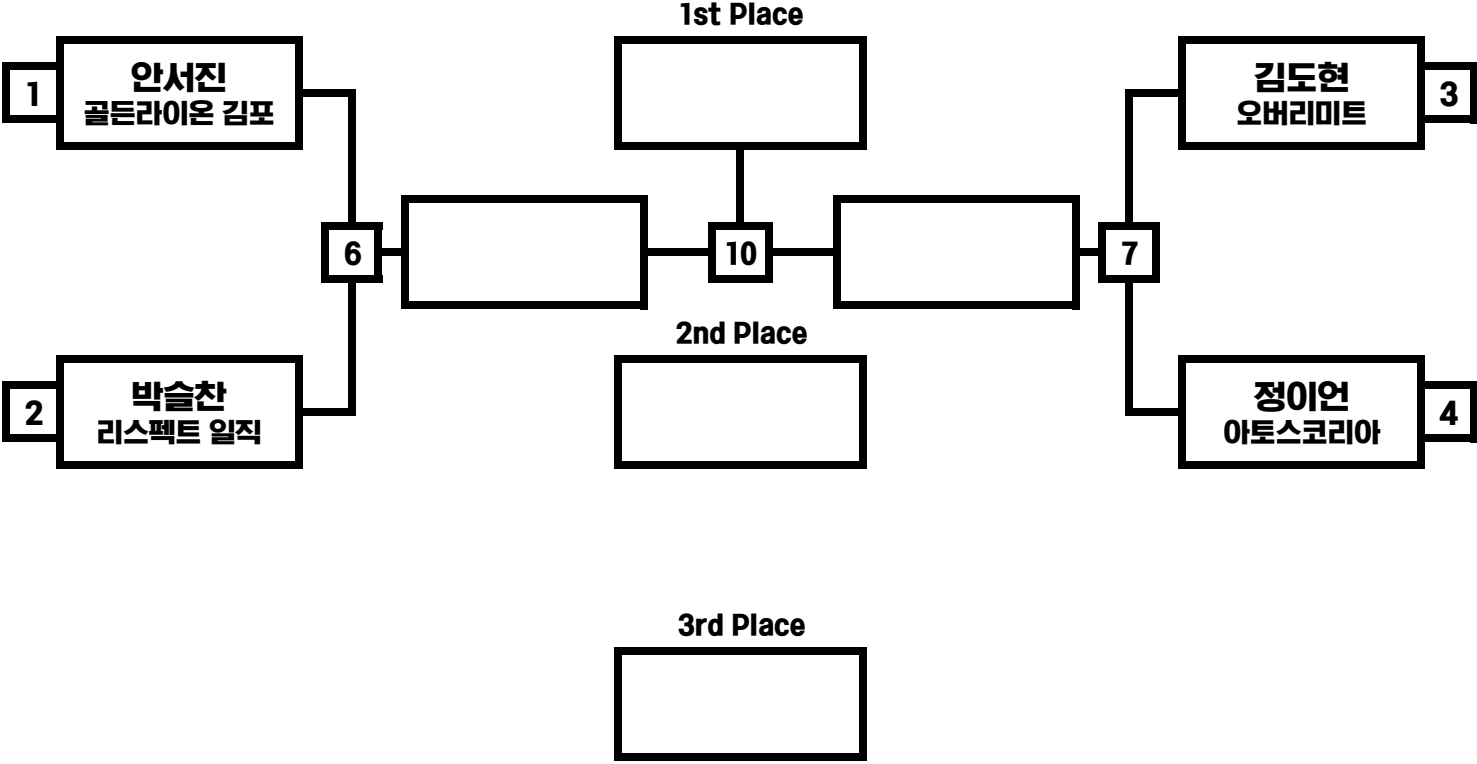 1st Place
1
안서진
골든라이온 김포
김도현
오버리미트
3
6
10
7
2nd Place
2
박슬찬
리스펙트 일직
정이언
아토스코리아
4
3rd Place